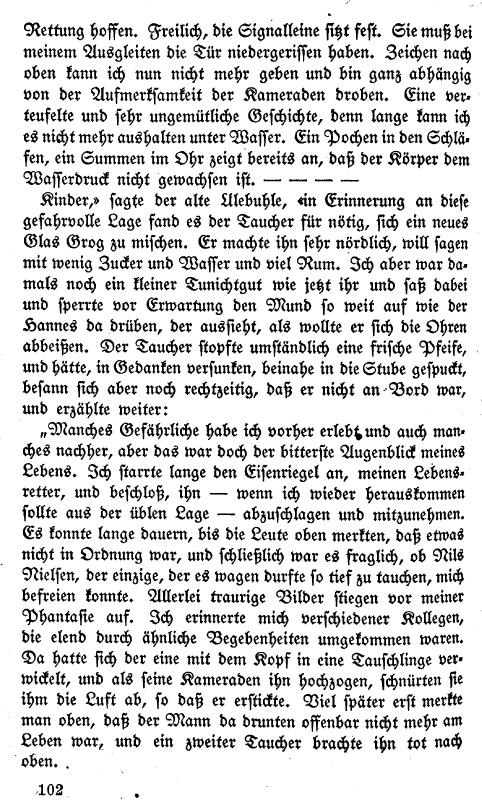 Rettung hoffen. Freilich, die Signalleine sitzt fest. Sie muß bei
meinem Ausgleiten die Tür niedergerissen haben. Zeichen nach
oben kann ich nun nicht mehr geben und bin ganz abhängig
von der Aufmerksamkeit der Kameraden droben. Eine ver-
teufelte und sehr ungemütliche Geschichte, denn lange kann ich
es nicht mehr aushalten unter Wasser. Ein Pochen in den Schlä-
fen, ein Summen im Ohr zeigt bereits an, daß der Körper dem
Wasserdruck nicht gewachsen ist. — — — —
Kinder,» sagte der alte Ulebuhle, «in Erinnerung an diese
gefahrvolle Lage fand es der Taucher für nötig, sich ein neues
Glas Grog zu mischen. Er machte ihn sehr nördlich, will sagen
mit wenig Zucker und Wasser und viel Rum. Ich aber war da-
mals noch ein kleiner Tunichtgut wie jetzt ihr und saß dabei
und sperrte vor Erwartung den Mund so weit auf wie der
Hannes da drüben, der aussieht, als wollte er sich die Ohren
abbeißen. Der Taucher stopfte umständlich eine frische Pfeife,
und hätte, in Gedanken versunken, beinahe in die Stube gespuckt,
besann sich aber noch rechtzeitig, daß er nicht an Bord war,
und erzählte weiter:
„Manches Gefährliche habe ich vorher erlebt und auch man-
ches nachher, aber das war doch der bitterste Augenblick meines
Lebens. Ich starrte lange den Eisenriegel an, meinen Lebens-
retter, und beschloß, ihn — wenn ich wieder herauskommen
sollte aus der üblen Lage — abzuschlagen und mitzunehmen.
Es konnte lange dauern, bis die Leute oben merkten, daß etwas
nicht in Ordnung war, und schließlich war es fraglich, ob Nils
Nielsen, der einzige, der es wagen durfte so tief zu tauchen, mich
befreien konnte. Allerlei traurige Bilder stiegen vor meiner
Phantasie auf. Ich erinnerte mich verschiedener Kollegen,
die elend durch ähnliche Begebenheiten umgekommen waren.
Da hatte sich der eine mit dem Kopf in eine Tauschlinge ver-
wickelt, und als seine Kameraden ihn hochzogen, schnürten sie
ihm die Luft ab, so daß er erstickte. Viel später erst merkte
man oben, daß der Mann da drunten offenbar nicht mehr am
Leben war, und ein zweiter Taucher brachte ihn tot nach
oben.
102